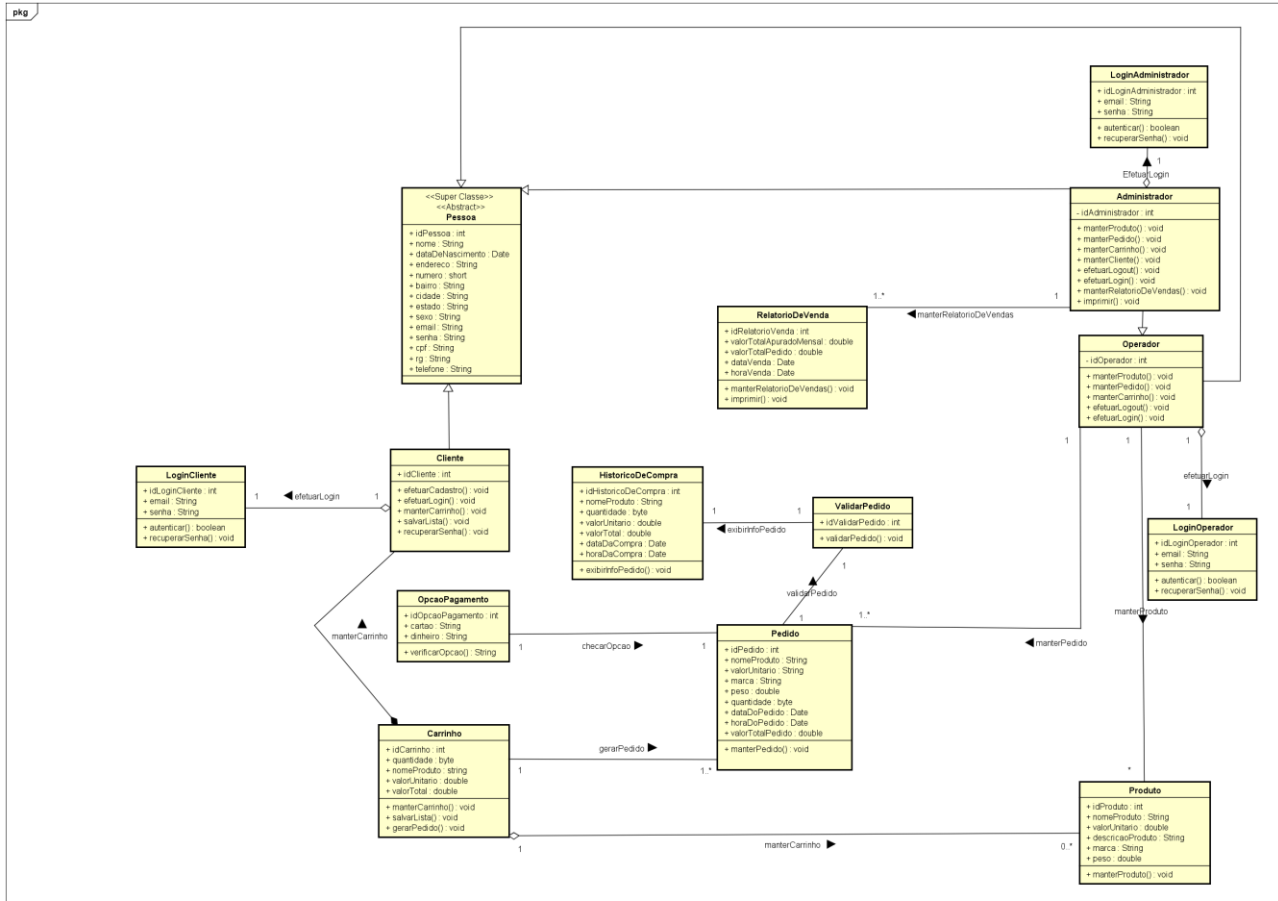 pkg
LoginAdministrador
+ idLoginAdministrador : int
+ email : String
+ senha : String
+ autenticar() : boolean
+ recuperarSenha() : void
1
EfetuarLogin
<<Super Classe>>
<<Abstract>>
Pessoa
+ idPessoa : int
+ nome : String
+ dataDeNascimento : Date
+ endereco : String
+ numero : short
+ bairro : String
+ cidade : String
+ estado : String
+ sexo : String
+ email : String
+ senha : String
+ cpf : String
+ rg : String
+ telefone : String
Administrador
- idAdministrador : int
+ manterProduto() : void
+ manterPedido() : void
+ manterCarrinho() : void
+ manterCliente() : void
+ efetuarLogout() : void
+ efetuarLogin() : void
+ manterRelatorioDeVendas() : void
+ imprimir() : void
1..*
1
manterRelatorioDeVendas
RelatorioDeVenda
+ idRelatorioVenda : int
+ valorTotalApuradoMensal : double
+ valorTotalPedido : double
+ dataVenda : Date
+ horaVenda : Date
+ manterRelatorioDeVendas() : void
+ imprimir() : void
Operador
- idOperador : int
+ manterProduto() : void
+ manterPedido() : void
+ manterCarrinho() : void
+ efetuarLogout() : void
+ efetuarLogin() : void
1
1
1
efetuarLogin
1
LoginCliente
+ idLoginCliente : int
+ email : String
+ senha : String
+ autenticar() : boolean
+ recuperarSenha() : void
1
efetuarLogin
1
Cliente
+ idCliente : int
+ efetuarCadastro() : void
+ efetuarLogin() : void
+ manterCarrinho() : void
+ salvarLista() : void
+ recuperarSenha() : void
HistoricoDeCompra
+ idHistoricoDeCompra : int
+ nomeProduto : String
+ quantidade : byte
+ valorUnitario : double
+ valorTotal : double
+ dataDaCompra : Date
+ horaDaCompra : Date
+ exibirInfoPedido() : void
1
1
exibirInfoPedido
ValidarPedido
+ idValidarPedido : int
+ validarPedido() : void
1
validarPedido
1
LoginOperador
+ idLoginOperador : int
+ email : String
+ senha : String
+ autenticar() : boolean
+ recuperarSenha() : void
manterProduto
OpcaoPagamento
+ idOpcaoPagamento : int
+ cartao : String
+ dinheiro : String
+ verificarOpcao() : String
1
checarOpcao
1
manterCarrinho
1..*
manterPedido
Pedido
+ idPedido : int
+ nomeProduto : String
+ valorUnitario : String
+ marca : String
+ peso : double
+ quantidade : byte
+ dataDoPedido : Date
+ horaDoPedido : Date
+ valorTotalPedido : double
+ manterPedido() : void
Carrinho
+ idCarrinho : int
+ quantidade : byte
+ nomeProduto : string
+ valorUnitario : double
+ valorTotal : double
+ manterCarrinho() : void
+ salvarLista() : void
+ gerarPedido() : void
gerarPedido
1
1..*
*
Produto
+ idProduto : int
+ nomeProduto : String
+ valorUnitario : double
+ descricaoProduto : String
+ marca : String
+ peso : double
+ manterProduto() : void
1
manterCarrinho
0..*